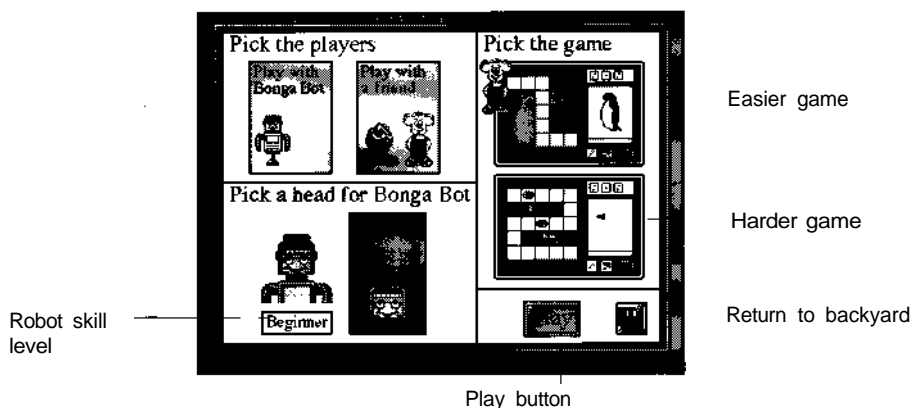 Pick the players
Play with
Bonga Bot
Play with
a friend
Pick the game
Easier game
Pick a head for Bonga Bot
Harder game
Beginner
Robot skill
level
Return to backyard
Play button